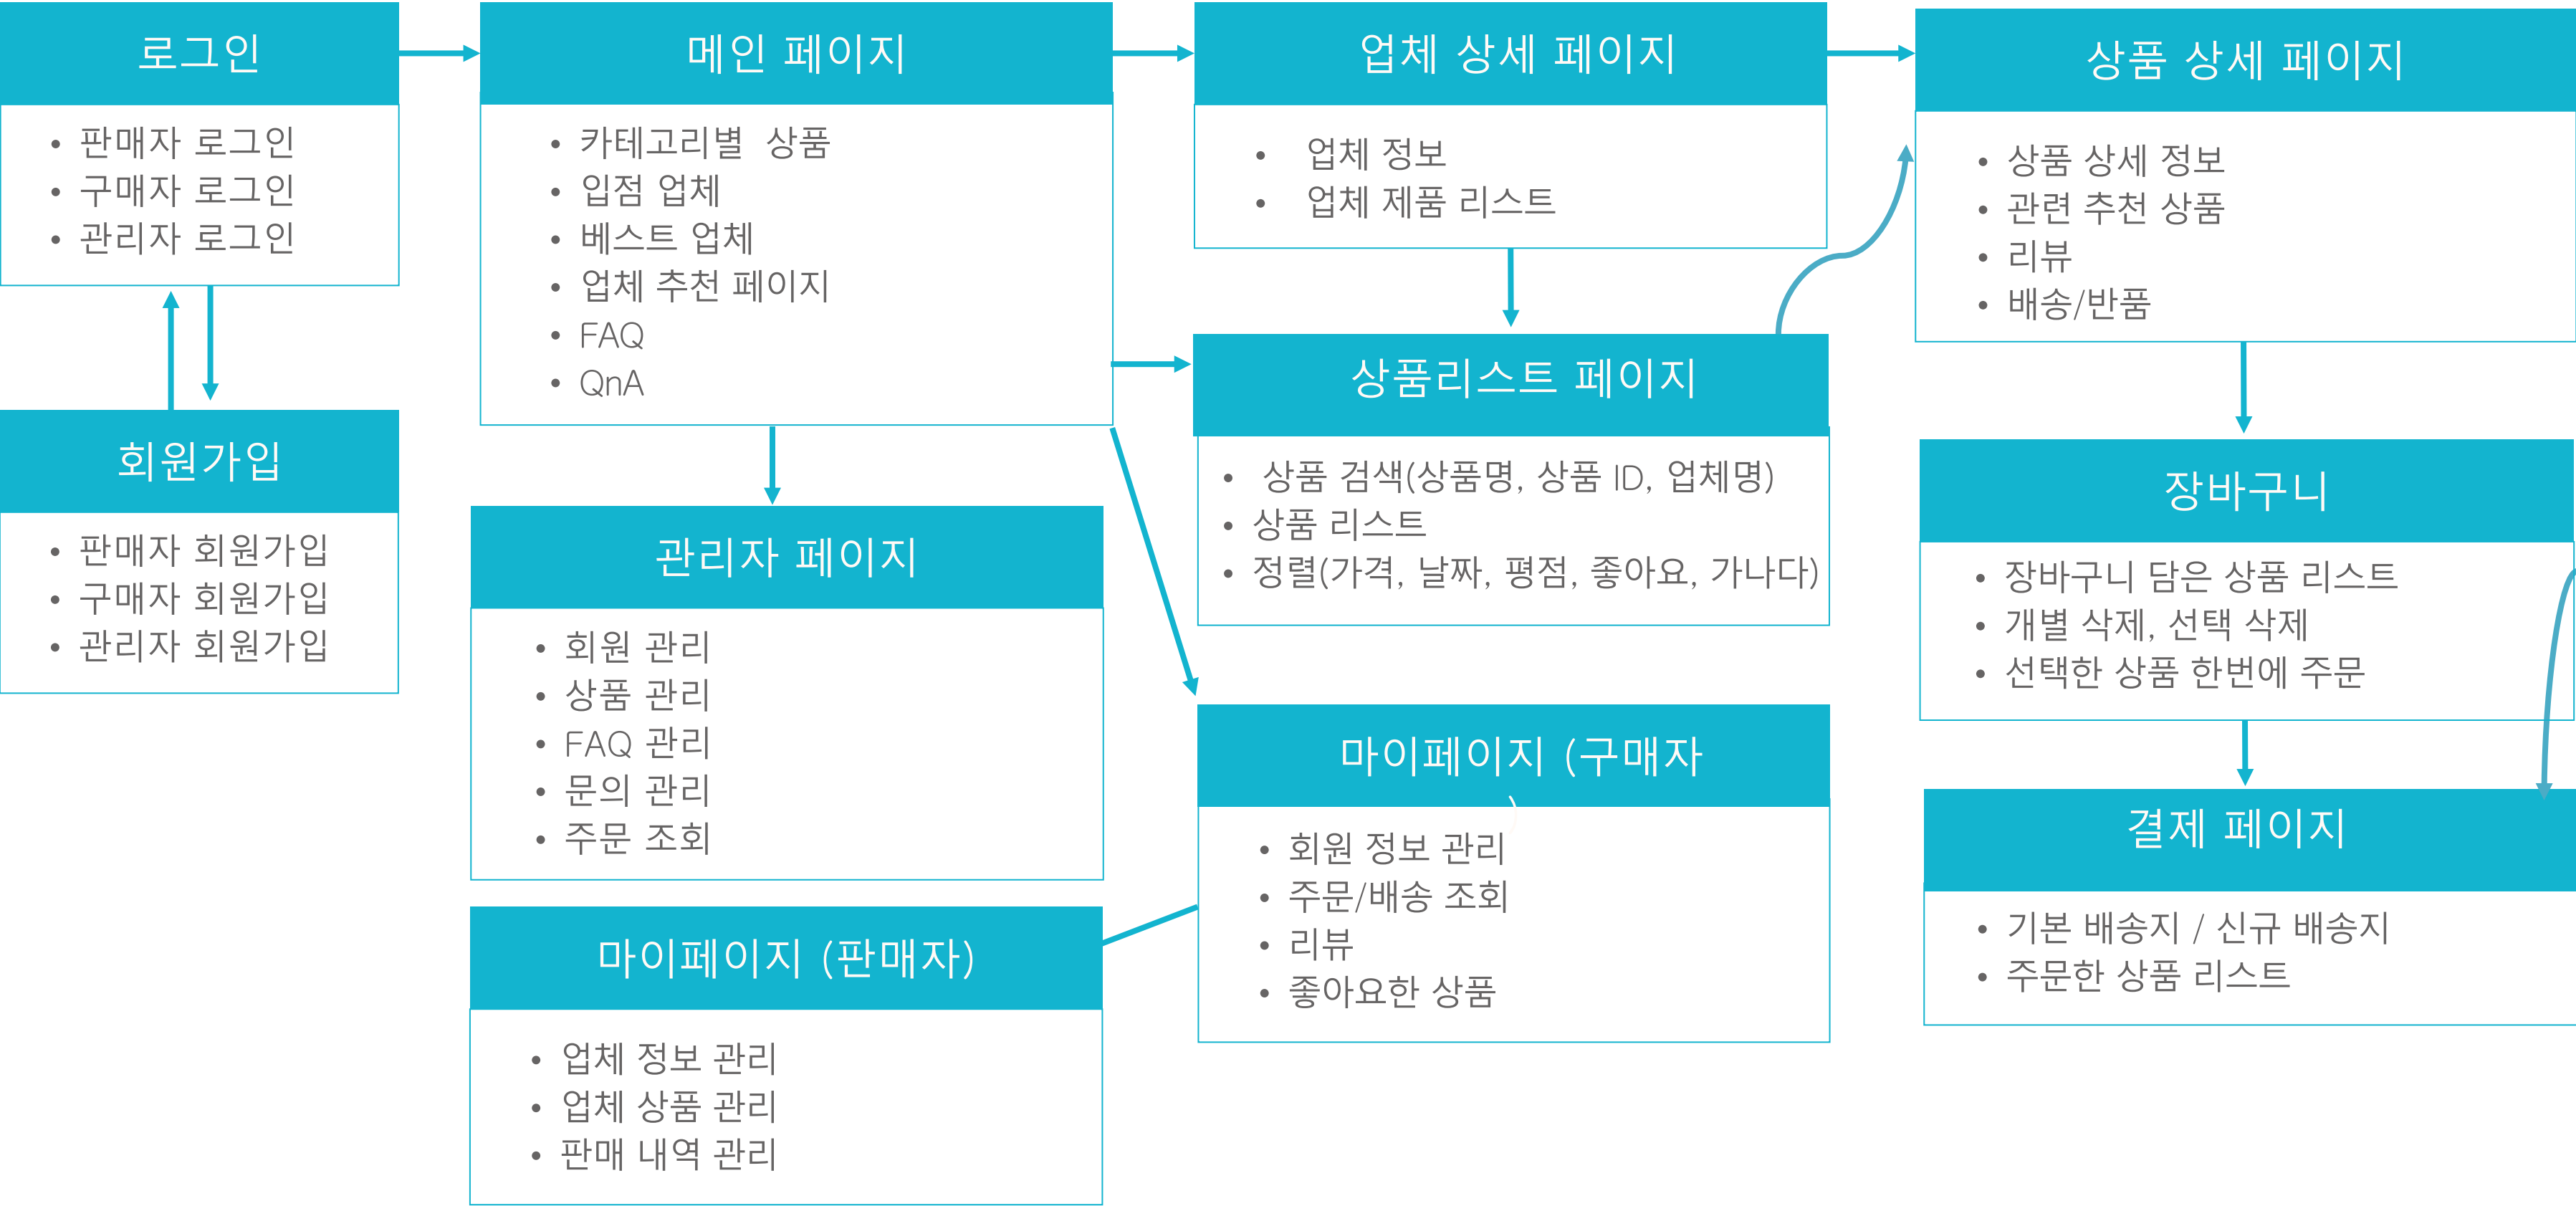 로그인
• 판매자 로그인
• 구매자 로그인
• 관리자 로그인
회원가입
• 판매자 회원가입
• 구매자 회원가입
• 관리자 회원가입
메인 페이지
• 카테고리별 상품
• 입점 업체
• 베스트 업체
• 업체 추천 페이지
• FAQ
• QnA
관리자 페이지
• 회원 관리
• 상품 관리
• FAQ 관리
• 문의 관리
• 주문 조회
마이페이지 (판매자)
• 업체 정보 관리
• 업체 상품 관리
• 판매 내역 관리
업체 상세 페이지
• 업체 정보
• 업체 제품 리스트
상품리스트 페이지
• 상품 검색(상품명, 상품 ID, 업체명)
• 상품 리스트
• 정렬(가격, 날짜, 평점, 좋아요, 가나다)
마이페이지 (구매자
)
• 회원 정보 관리
• 주문/배송 조회
• 리뷰
• 좋아요한 상품
상품 상세 페이지
• 상품 상세 정보
• 관련 추천 상품
• 리뷰
• 배송/반품
장바구니
• 장바구니 담은 상품 리스트
• 개별 삭제, 선택 삭제
• 선택한 상품 한번에 주문
결제 페이지
• 기본 배송지 / 신규 배송지
• 주문한 상품 리스트